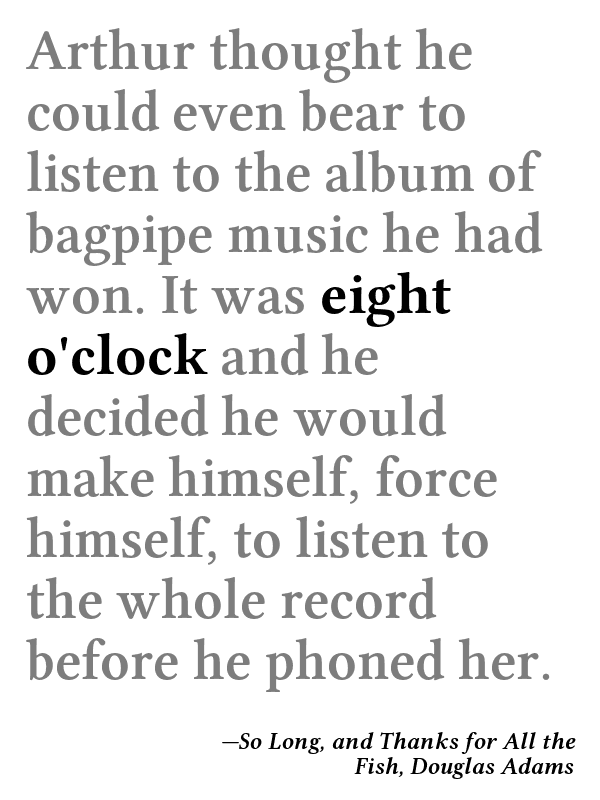 Arthur thought he
could even bear to
listen to the album of
bagpipe music he had
won. It was eight
o'clock and he
decided he would
make himself, force
himself, to listen to
the whole record
before he phoned her.
—So Long, and Thanks for All the
Fish, Douglas Adams